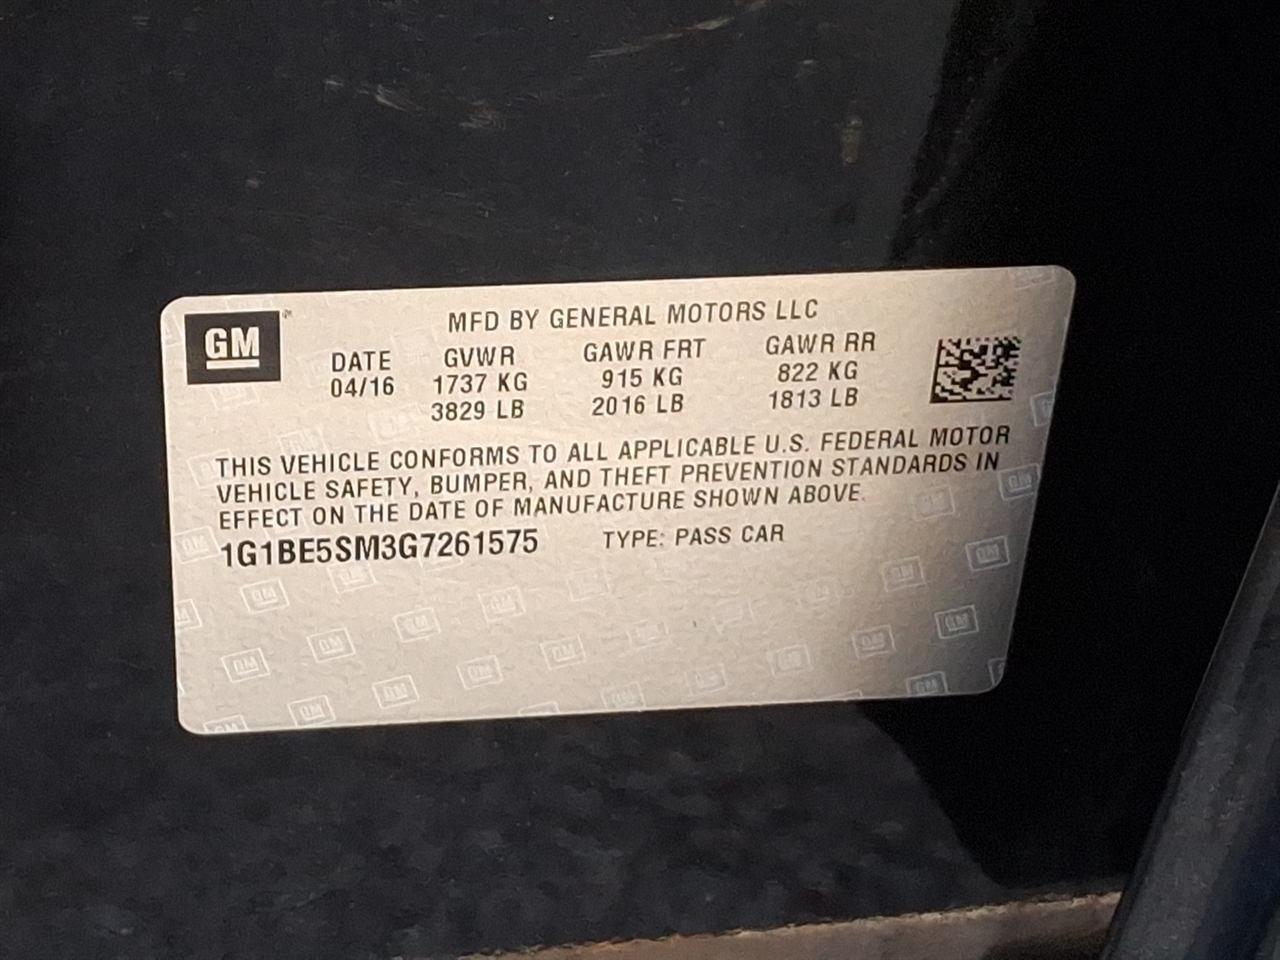 GM
MFD BY GENERAL MOTORS LLC
DATE GVWR GAWR FRT GAWR RR
04/16 1737 KG 915 KG 822 KG
3829 LB 2016 LB 1813 LB
THIS VEHICLE CONFORMS TO ALL APPLICABLE U.S. FEDERAL MOTOR
VEHICLE SAFETY, BUMPER, AND THEFT PREVENTION STANDARDS IN
EFFECT ON THE DATE OF MANUFACTURE SHOWN ABOVE.
1G1BE5SM3G7261575 TYPE: PASS CAR